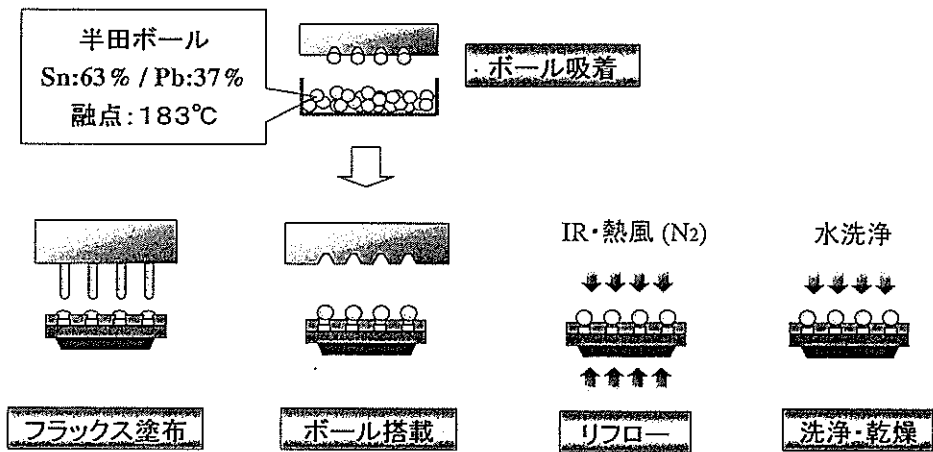 半田ボール
Sn:63% / Pb:37%
融点:183℃
ボール吸着
IR・熱風 (N2)
水洗浄
フラックス塗布
ボール搭載
リフロー
洗浄・乾燥